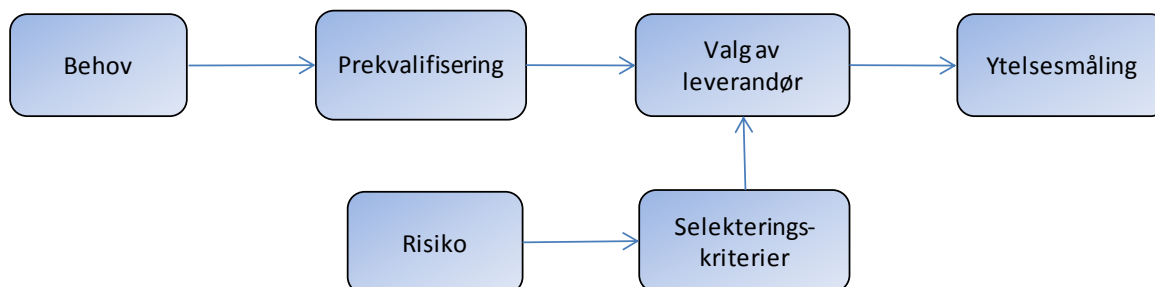 Behov
Prekvalifisering
Valg av
leverandør
Ytelsesmåling
Risiko
Selekterings-
kriterier